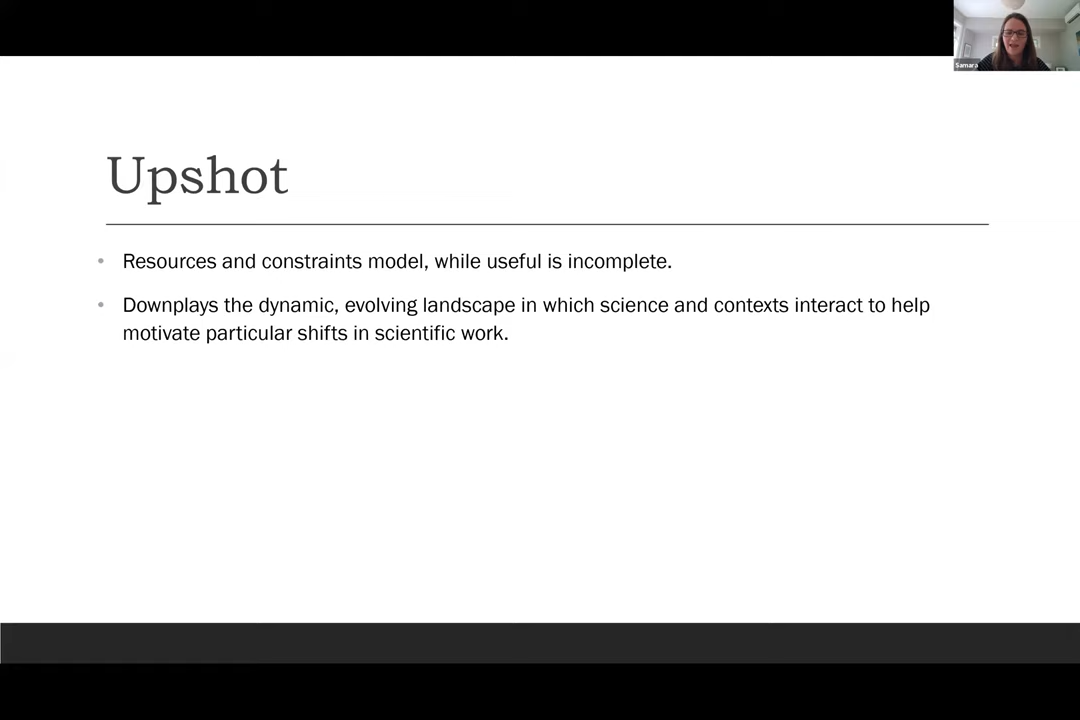 Samara
Upshot
• Resources and constraints model, while useful is incomplete.
• Downplays the dynamic, evolving landscape in which science and contexts interact to help
motivate particular shifts in scientific work.